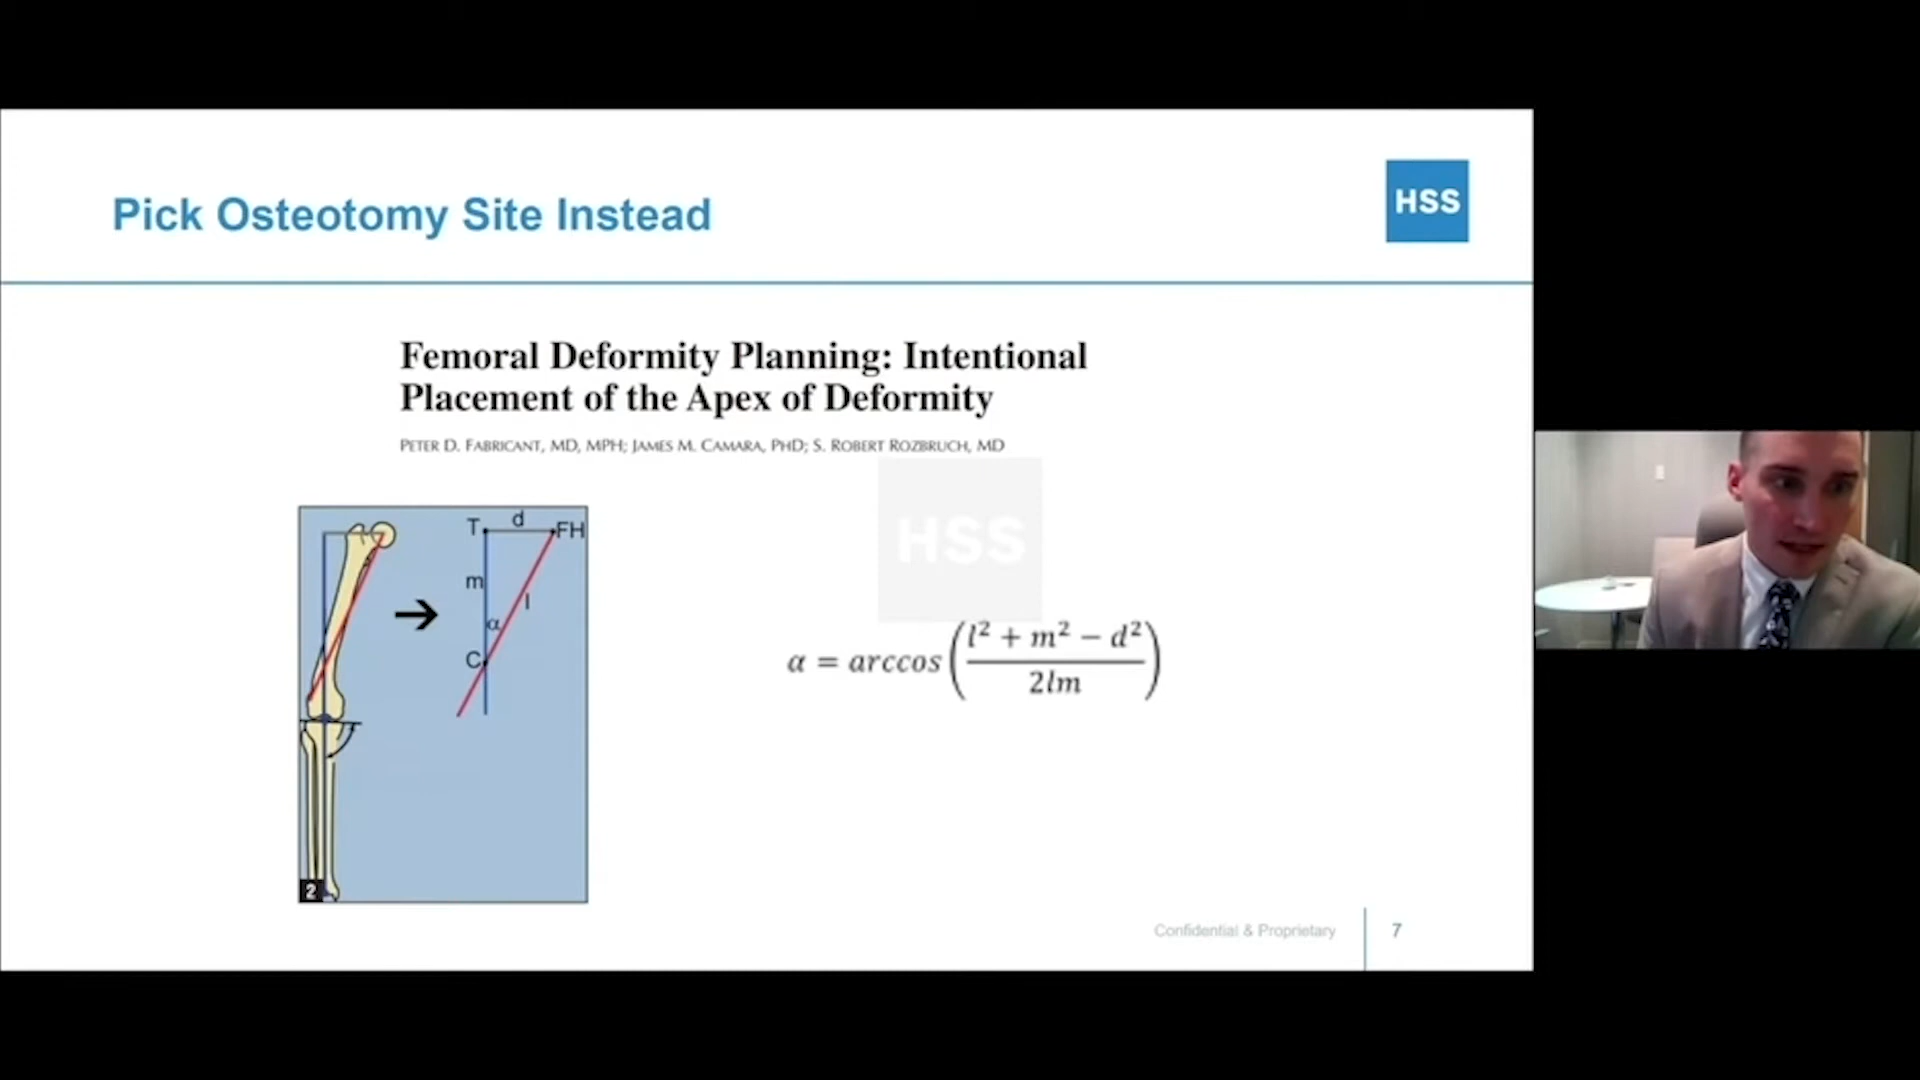 Pick Osteotomy Site Instead
HSS
Femoral Deformity Planning: Intentional
Placement of the Apex of Deformity
PETER D. FABRICANT, MD, MPH; JAMES M. CAMARA, PHD; S. ROBERT ROZBRUCH, MD
HSS
T d FH
m
l
α
C
α = arccos (l² + m² − d² / 2lm)
2
Confidential & Proprietary
7